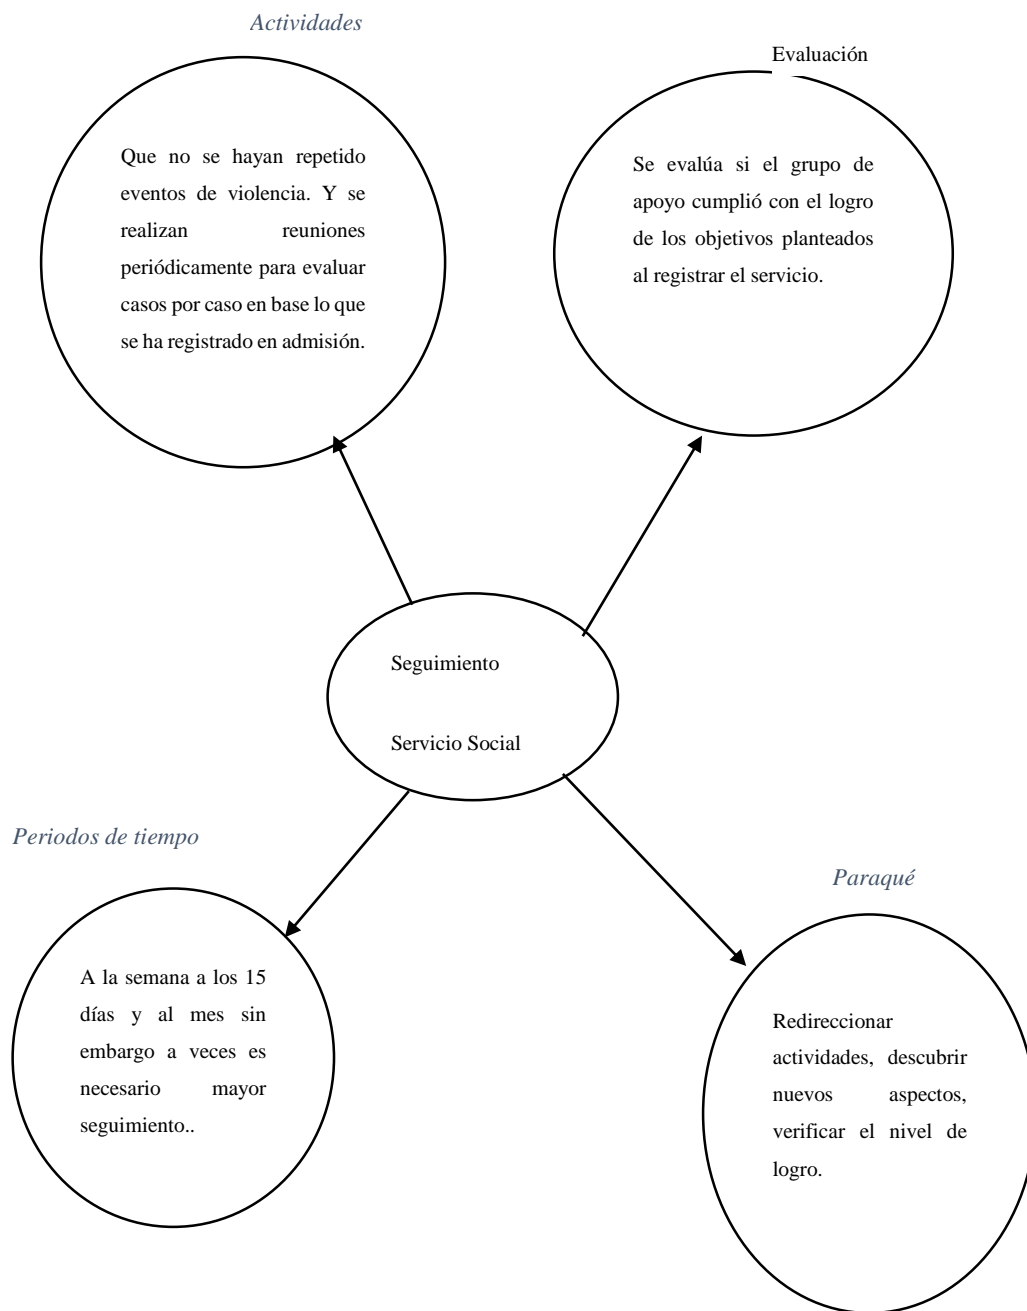 Actividades
Que no se hayan repetido
eventos de violencia. Y se
realizan reuniones
periódicamente para evaluar
casos por caso en base lo que
se ha registrado en admisión.
Evaluación
Se evalúa si el grupo de
apoyo cumplió con el logro
de los objetivos planteados
al registrar el servicio.
Seguimiento
Servicio Social
Periodos de tiempo
A la semana a los 15
días y al mes sin
embargo a veces es
necesario mayor
seguimiento..
Paraqué
Redireccionar
actividades, descubrir
nuevos aspectos,
verificar el nivel de
logro.